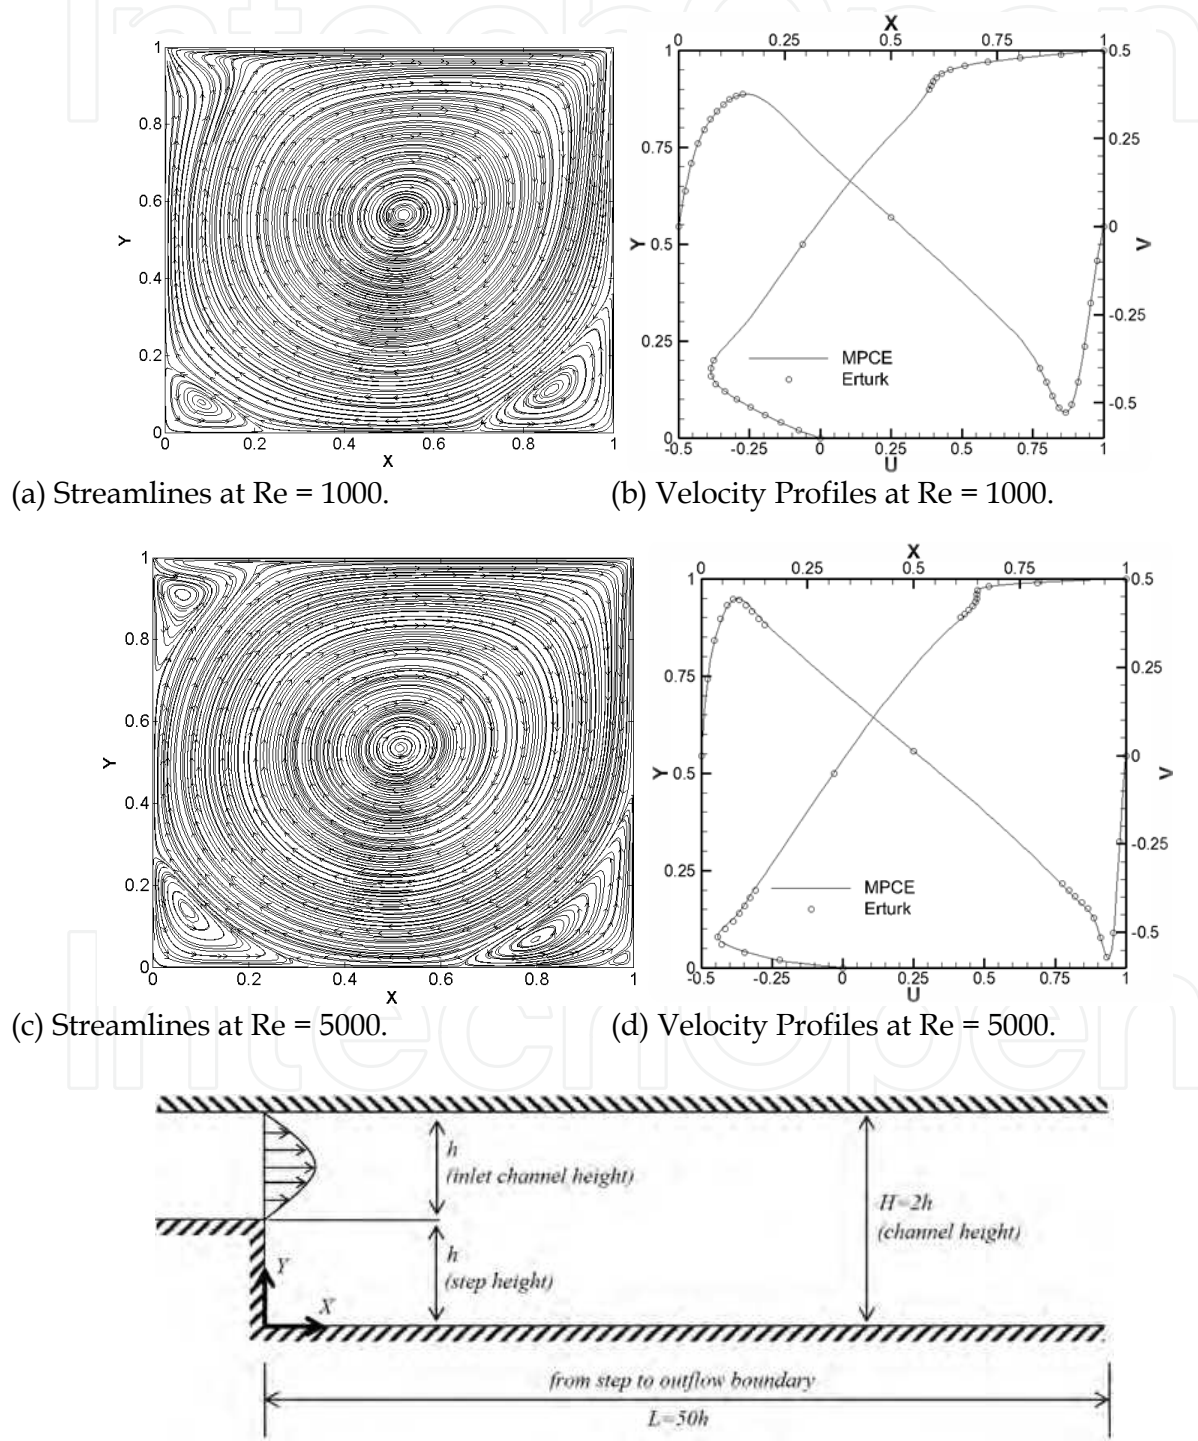 IntechOpen
1
0.8
0.6
0.4
0.2
0
Y
0 0.2 0.4 0.6 0.8 1
X
X
0 0.25 0.5 0.75 1
1
0.75
0.5
0.25
0
Y
0.5
0.25
0
-0.25
-0.5
V
MPCE
Erturk
-0.5 -0.25 0 0.25 0.5 0.75 1
U
(a) Streamlines at Re = 1000.
(b) Velocity Profiles at Re = 1000.
1
0.8
0.6
0.4
0.2
0
Y
0 0.2 0.4 0.6 0.8 1
X
X
0 0.25 0.5 0.75 1
1
0.75
0.5
0.25
0
Y
0.5
0.25
0
-0.25
-0.5
V
MPCE
Erturk
-0.5 -0.25 0 0.25 0.5 0.75 1
U
(c) Streamlines at Re = 5000.
(d) Velocity Profiles at Re = 5000.
IntechOpen
h
(inlet channel height)
H=2h
(channel height)
h
(step height)
Y
X
from step to outflow boundary
L=50h